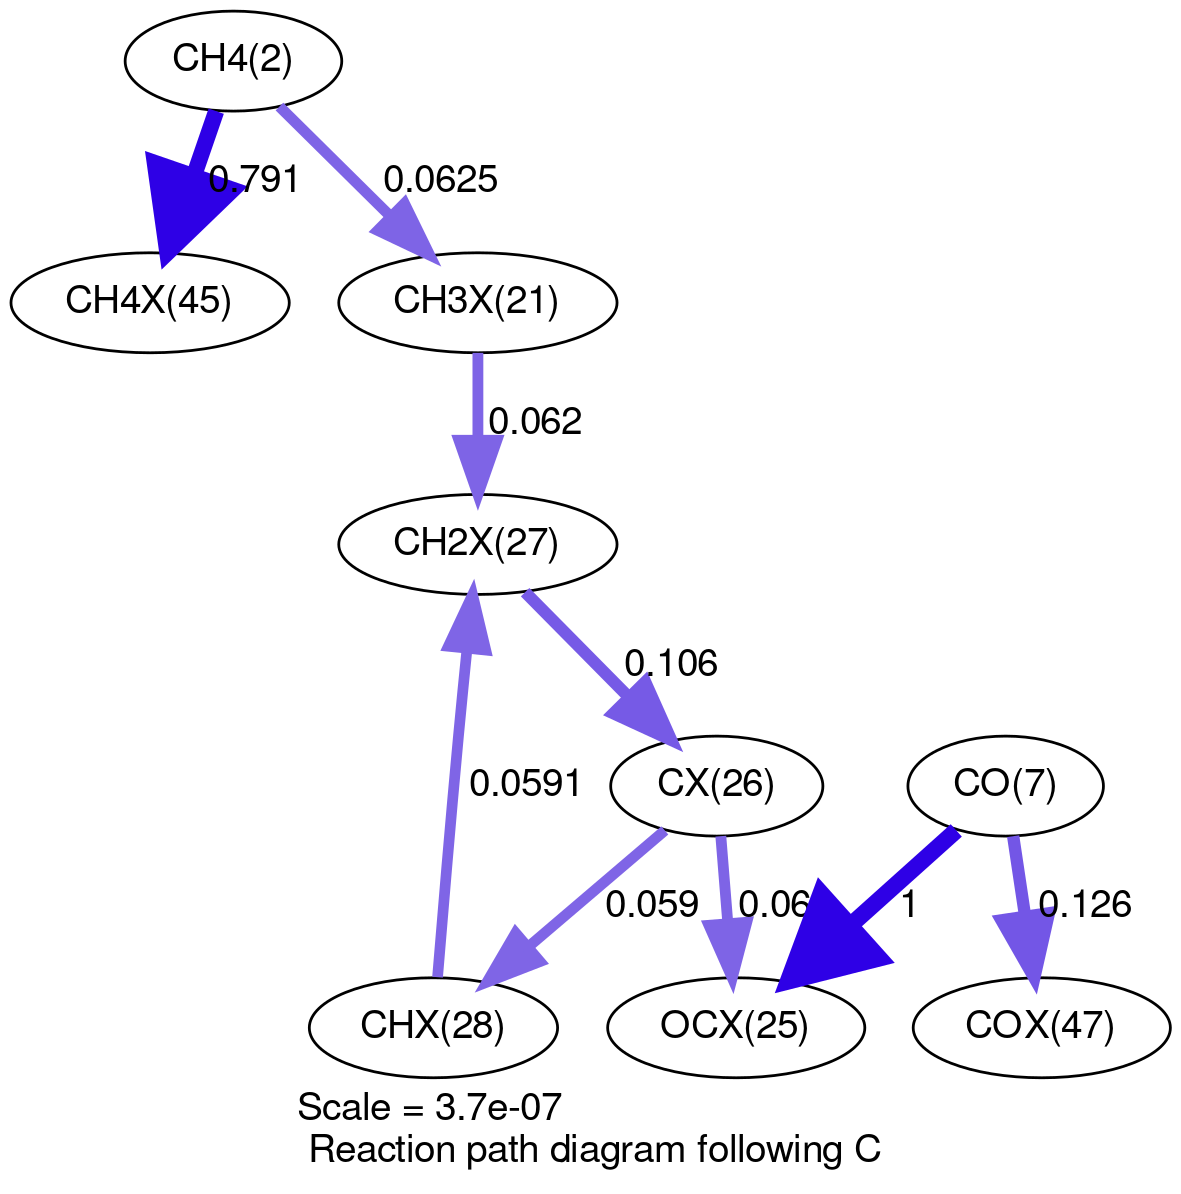 CH4(2)
0.791
0.0625
CH4X(45)
CH3X(21)
0.062
CH2X(27)
0.106
0.0591
CX(26)
CO(7)
0.059
0.06
1
0.126
CHX(28)
OCX(25)
COX(47)
Scale = 3.7e-07
Reaction path diagram following C